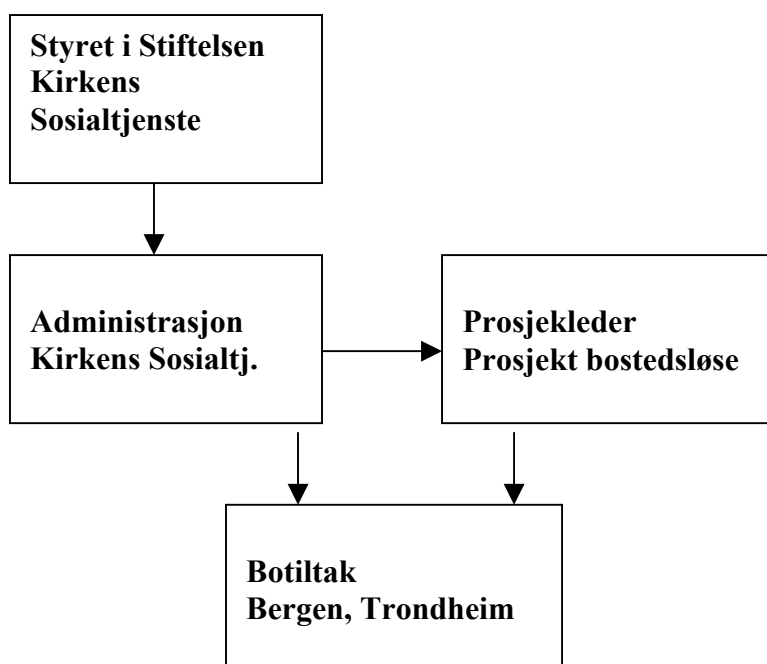 Styret i Stiftelsen
Kirkens
Sosialtjenste
Administrasjon
Kirkens Sosialtj.
Prosjekleder
Prosjekt bostedsløse
Botiltak
Bergen, Trondheim